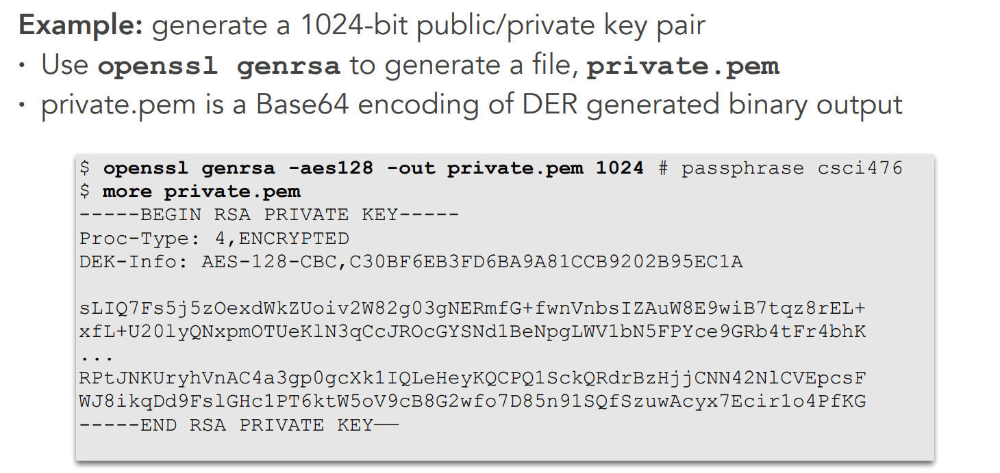 Example: generate a 1024-bit public/private key pair
• Use openssl genrsa to generate a file, private.pem
• private.pem is a Base64 encoding of DER generated binary output
$ openssl genrsa -aes128 -out private.pem 1024 # passphrase csci476
$ more private.pem
-----BEGIN RSA PRIVATE KEY-----
Proc-Type: 4,ENCRYPTED
DEK-Info: AES-128-CBC,C30BF6EB3FD6BA9A81CCB9202B95EC1A
sLIQ7Fs5j5zOexdWkZUoiv2W82g03gNERmfG+fwnVnbsIZAuW8E9wiB7tqz8rEL+
xfL+U20lyQNxpmOTUeKlN3qCcJROcGYSNd1BeNpgLWV1bN5FPYce9GRb4tFr4bhK
...
RPtJNKUryhVnAC4a3gp0gcXk1IQLeHeyKQCPQ1SckQRdrBzHjjCNN42NlCVEpcsF
WJ8ikqDd9FslGHc1PT6ktW5oV9cB8G2wfo7D85n91SQfSzuwAcyx7Ecir1o4PfKG
-----END RSA PRIVATE KEY——